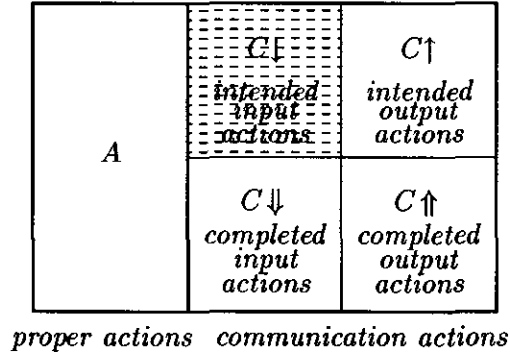 C↓
intended
input
actions
C↑
intended
output
actions
A
C⇓
completed
input
actions
C⇑
completed
output
actions
proper actions communication actions